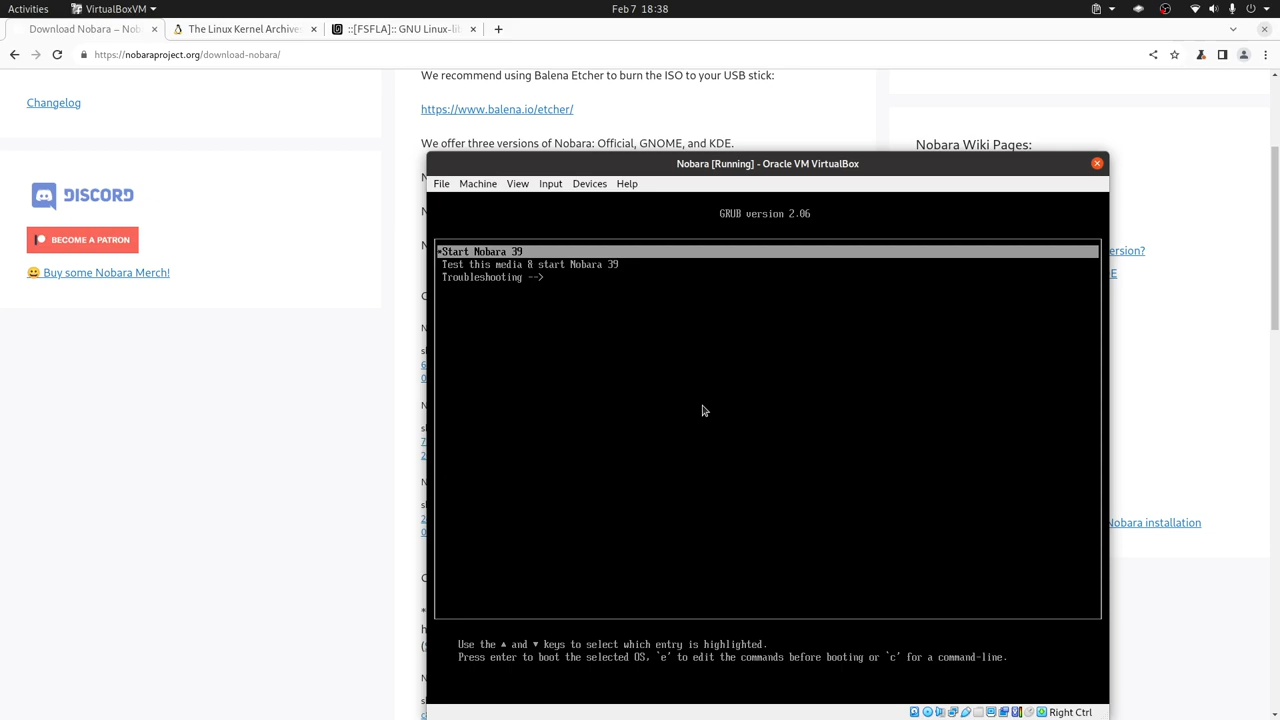 Activities
VirtualBoxVM
Feb 7 18:38
Download Nobara – Nob
The Linux Kernel Archive
::[FSFLA]:: GNU Linux-lib
https://nobaraproject.org/download-nobara/
We recommend using Balena Etcher to burn the ISO to your USB stick:
Changelog
https://www.balena.io/etcher/
We offer three versions of Nobara: Official, GNOME, and KDE.
Nobara Wiki Pages:
Nobara [Running] - Oracle VM VirtualBox
File Machine View Input Devices Help
DISCORD
GRUB version 2.06
BECOME A PATRON
*Start Nobara 39
ersion?
Test this media & start Nobara 39
Buy some Nobara Merch!
E
Troubleshooting -->
Nobara installation
Use the ▲ and ▼ keys to select which entry is highlighted.
Press enter to boot the selected OS, `e' to edit the commands before booting or `c' for a command-line.
Right Ctrl